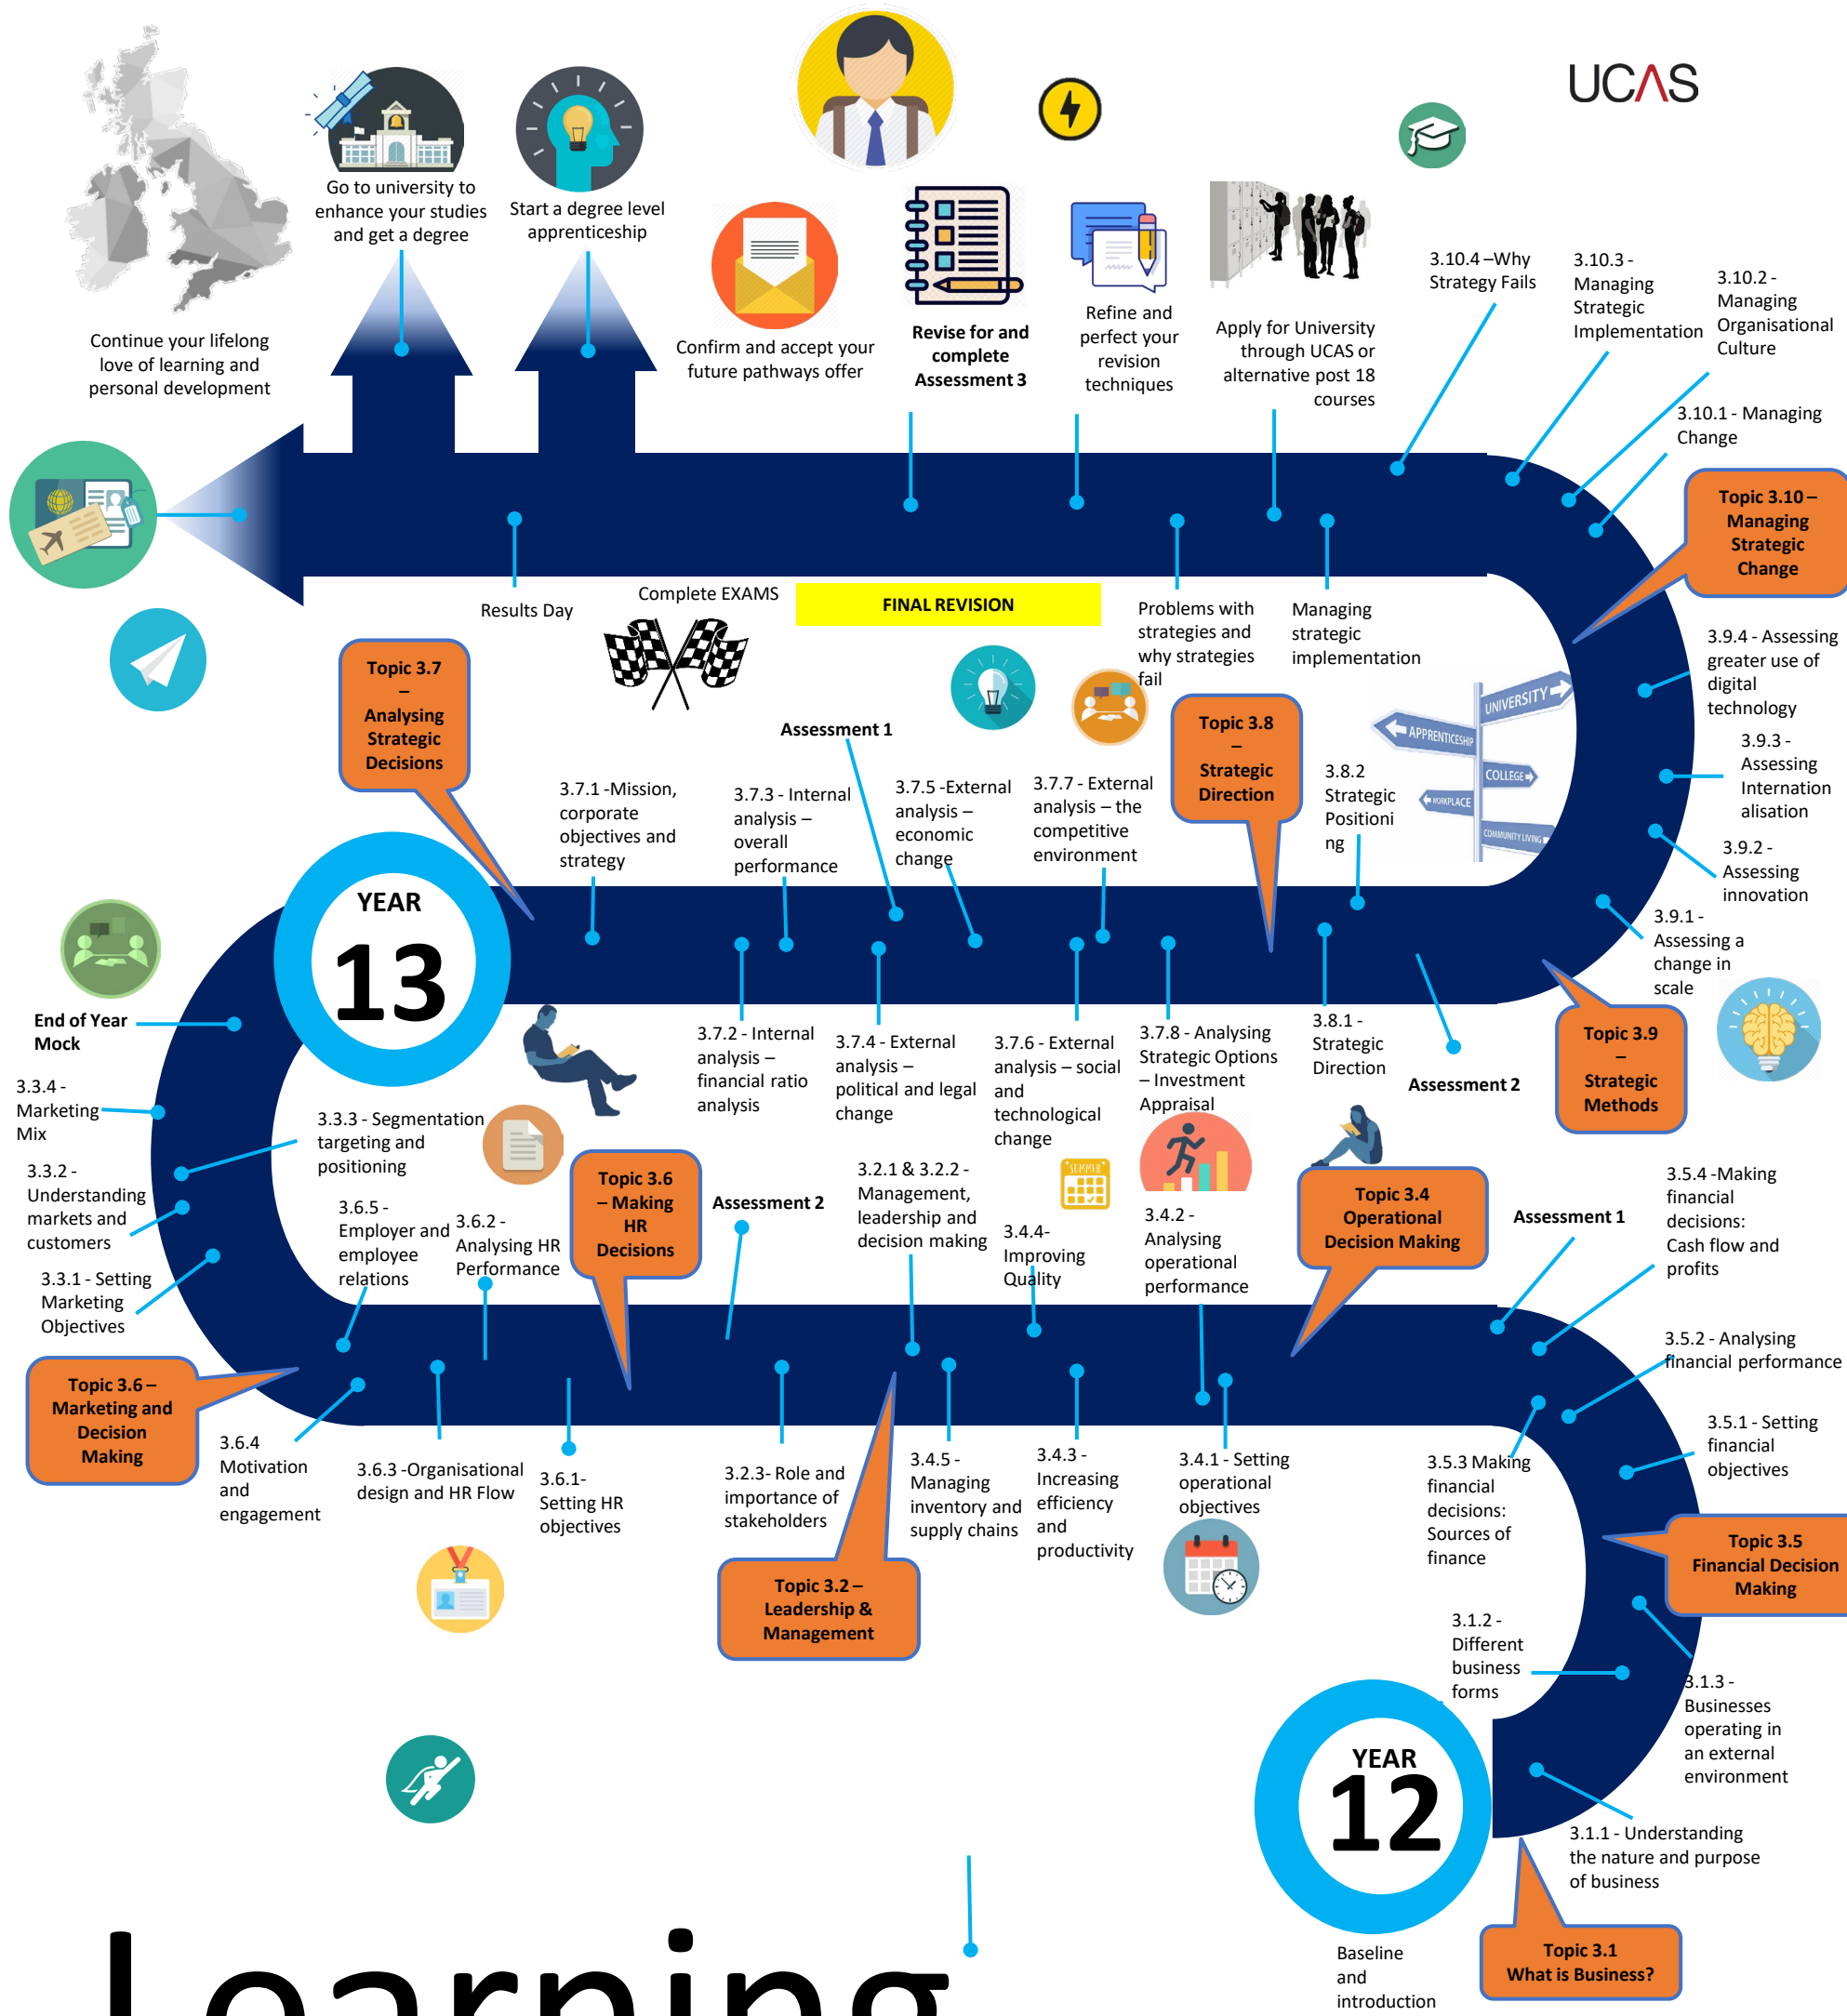 UCAS
Go to university to
enhance your studies
and get a degree
Start a degree level
apprenticeship
Continue your lifelong
love of learning and
personal development
Confirm and accept your
future pathways offer
Revise for and
complete
Assessment 3
Refine and
perfect your
revision
techniques
Apply for University
through UCAS or
alternative post 18
courses
3.10.4 –Why
Strategy Fails
3.10.3 -
Managing
Strategic
Implementation
3.10.2 -
Managing
Organisational
Culture
3.10.1 - Managing
Change
Topic 3.10 –
Managing
Strategic
Change
Results Day
Complete EXAMS
FINAL REVISION
Problems with
strategies and
why strategies
fail
Managing
strategic
implementation
3.9.4 - Assessing
greater use of
digital
technology
3.9.3 -
Assessing
Internation
alisation
3.9.2 -
Assessing
innovation
3.9.1 -
Assessing a
change in
scale
UNIVERSITY
APPRENTICESHIP
COLLEGE
WORKPLACE
COMMUNITY LIVING
Topic 3.7
–
Analysing
Strategic
Decisions
Assessment 1
Topic 3.8
–
Strategic
Direction
3.7.1 -Mission,
corporate
objectives and
strategy
3.7.3 - Internal
analysis –
overall
performance
3.7.5 -External
analysis –
economic
change
3.7.7 - External
analysis – the
competitive
environment
3.8.2
Strategic
Positioni
ng
YEAR
13
End of Year
Mock
3.7.2 - Internal
analysis –
financial ratio
analysis
3.7.4 - External
analysis –
political and legal
change
3.7.6 - External
analysis – social
and
technological
change
3.7.8 - Analysing
Strategic Options
– Investment
Appraisal
3.8.1 -
Strategic
Direction
Assessment 2
Topic 3.9
–
Strategic
Methods
3.3.4 -
Marketing
Mix
3.3.3 - Segmentation
targeting and
positioning
3.3.2 -
Understanding
markets and
customers
3.3.1 - Setting
Marketing
Objectives
3.6.5 -
Employer and
employee
relations
3.6.2 -
Analysing HR
Performance
Topic 3.6
– Making
HR
Decisions
Assessment 2
3.2.1 & 3.2.2 -
Management,
leadership and
decision making
SUMMER
3.4.4-
Improving
Quality
3.4.2 -
Analysing
operational
performance
Topic 3.4
Operational
Decision Making
Assessment 1
3.5.4 -Making
financial
decisions:
Cash flow and
profits
3.5.2 - Analysing
financial performance
3.5.1 - Setting
financial
objectives
Topic 3.6 –
Marketing and
Decision
Making
3.6.4
Motivation
and
engagement
3.6.3 -Organisational
design and HR Flow
3.6.1-
Setting HR
objectives
3.2.3- Role and
importance of
stakeholders
3.4.5 -
Managing
inventory and
supply chains
3.4.3 -
Increasing
efficiency
and
productivity
3.4.1 - Setting
operational
objectives
3.5.3 Making
financial
decisions:
Sources of
finance
Topic 3.5
Financial Decision
Making
Topic 3.2 –
Leadership &
Management
3.1.2 -
Different
business
forms
3.1.3 -
Businesses
operating in
an external
environment
YEAR
12
3.1.1 - Understanding
the nature and purpose
of business
Topic 3.1
What is Business?
Baseline
and
introduction
Learning